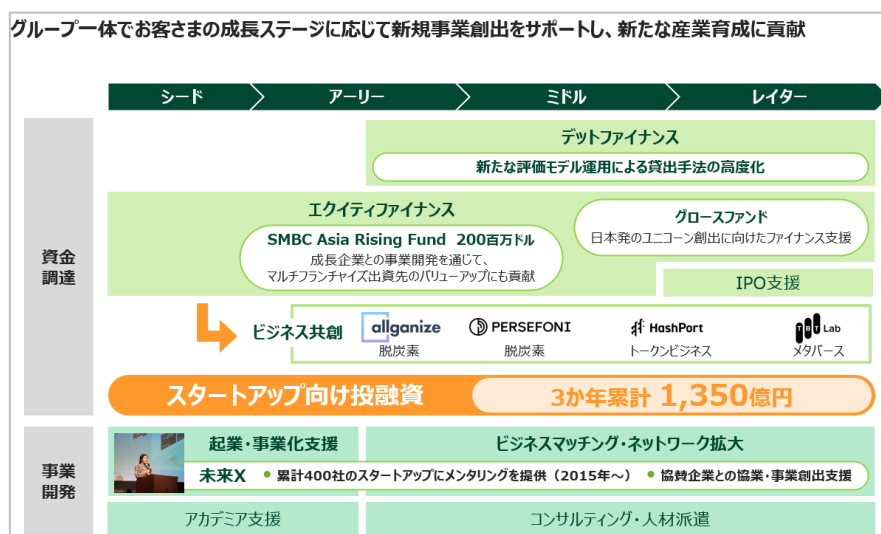 グループ一体でお客さまの成長ステージに応じて新規事業創出をサポートし、新たな産業育成に貢献
シード
アーリー
ミドル
レイター
資金
調達
デットファイナンス
新たな評価モデル運用による貸出手法の高度化
エクイティファイナンス
SMBC Asia Rising Fund 200百万ドル
成長企業との事業開発を通じて、
マルチフランチャイズ出資先のバリューアップにも貢献
グロースファンド
日本発のユニコーン創出に向けたファイナンス支援
IPO支援
ビジネス共創
allganize
脱炭素
PERSEFONI
脱炭素
HashPort
トークンビジネス
TBT Lab
メタバース
スタートアップ向け投融資
3か年累計 1,350億円
事業
開発
起業・事業化支援
ビジネスマッチング・ネットワーク拡大
未来X
• 累計400社のスタートアップにメンタリングを提供（2015年～）
• 協賛企業との協業・事業創出支援
アカデミア支援
コンサルティング・人材派遣